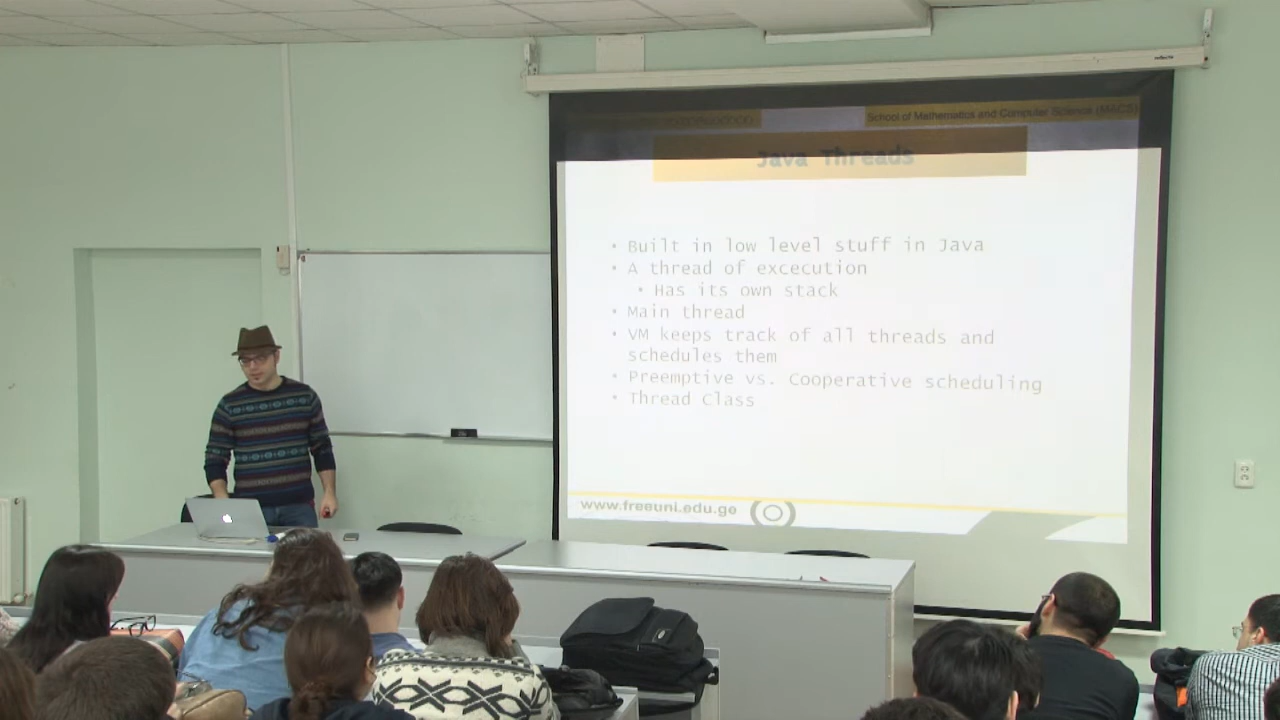 School of Mathematics and Computer Science (MACS)
Java Threads
• Built in low level stuff in Java
• A thread of excecution
• Has its own stack
• Main thread
• VM keeps track of all threads and
schedules them
• Preemptive vs. Cooperative scheduling
• Thread Class
www.freeuni.edu.ge